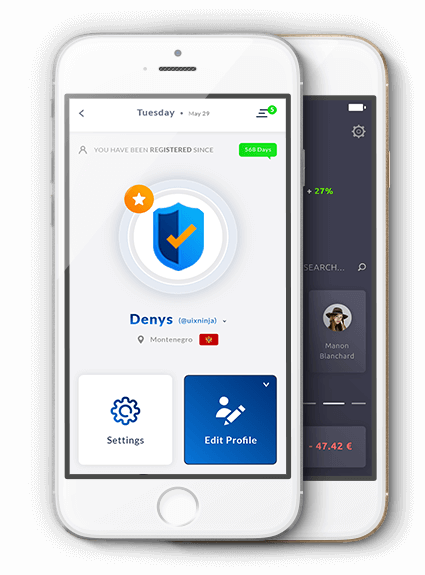 Tuesday • May 29
5
YOU HAVE BEEN REGISTERED SINCE
568 Days
+ 27%
SEARCH...
Denys (@uixninja)
Montenegro
Manon
Blanchard
Settings
Edit Profile
- 47.42 €